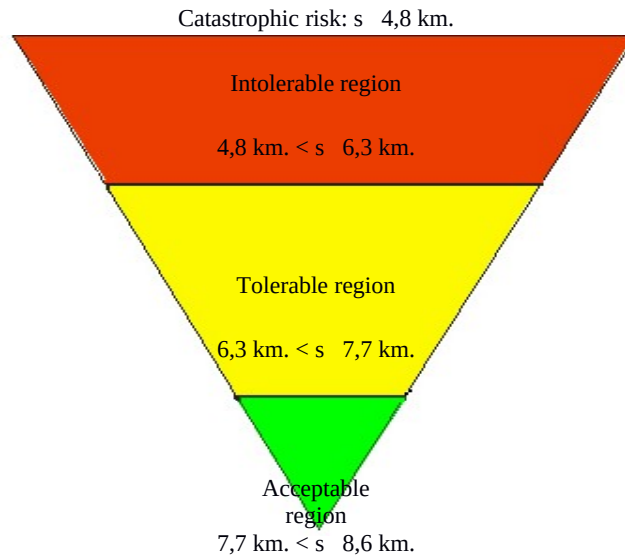 Catastrophic risk: s 4,8 km.
Intolerable region
4,8 km. < s 6,3 km.
Tolerable region
6,3 km. < s 7,7 km.
Acceptable
region
7,7 km. < s 8,6 km.